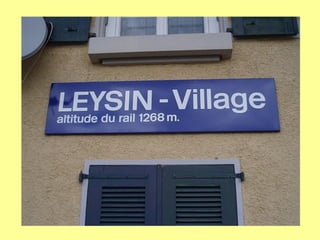 LEYSIN - Village
altitude du rail 1268 m.